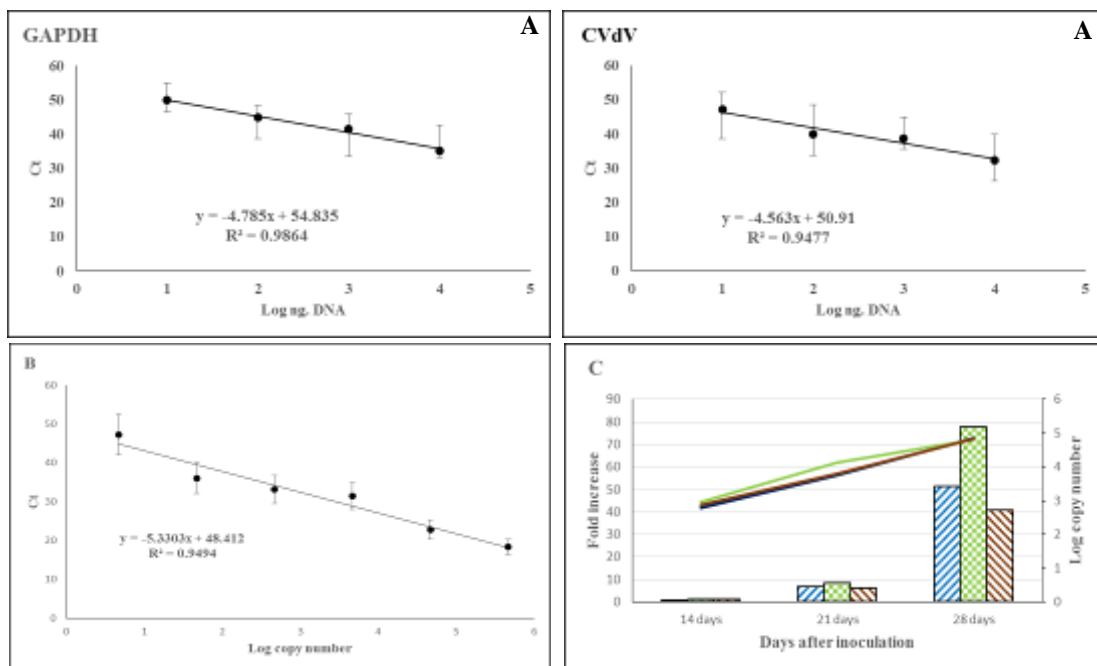 GAPDH
A
60
50
40
30
20
10
0
Ct
y = -4.785x + 54.835
R² = 0.9864
0 1 2 3 4 5
Log ng. DNA
CVdV
A
60
50
40
30
20
10
0
Ct
y = -4.563x + 50.91
R² = 0.9477
0 1 2 3 4 5
Log ng. DNA
B
60
50
40
30
20
10
0
Ct
y = -5.3303x + 48.412
R² = 0.9494
0 1 2 3 4 5 6
Log copy number
C
90
80
70
60
50
40
30
20
10
0
Fold increase
6
5
4
3
2
1
0
Log copy number
14 days 21 days 28 days
Days after inoculation